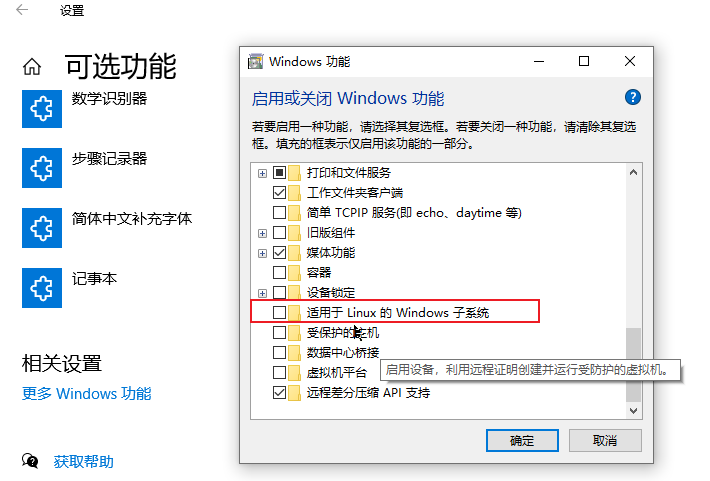 设置
可选功能
数学识别器
步骤记录器
简体中文补充字体
记事本
相关设置
更多 Windows 功能
获取帮助
Windows 功能
启用或关闭 Windows 功能
若要启用一种功能，请选择其复选框。若要关闭一种功能，请清除其复选
框。填充的框表示仅启用该功能的一部分。
打印和文件服务
工作文件夹客户端
简单 TCPIP 服务(即 echo、daytime 等)
旧版组件
媒体功能
容器
设备锁定
适用于 Linux 的 Windows 子系统
受保护的主机
数据中心桥接
虚拟机平台
启用设备，利用远程证明创建并运行受防护的虚拟机。
远程差分压缩 API 支持
确定
取消